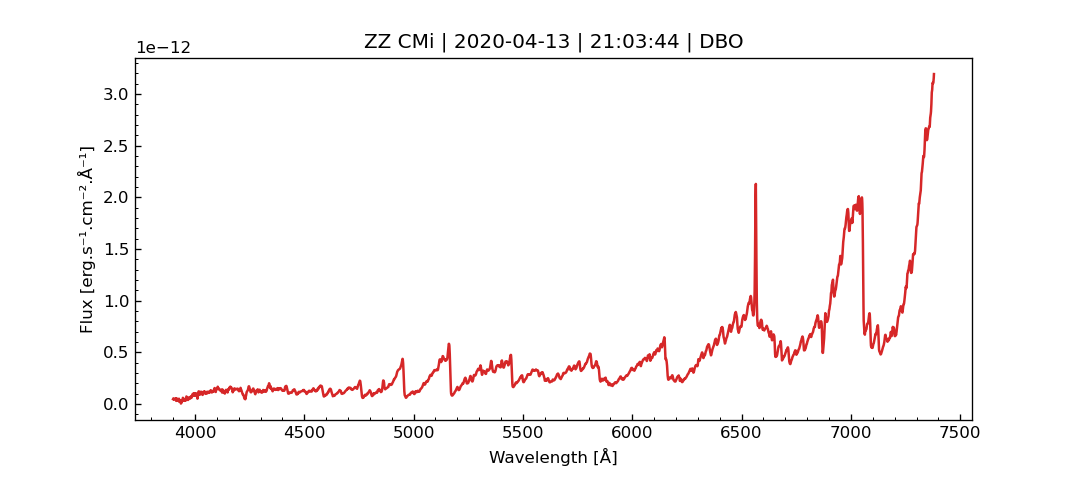 ZZ CMi | 2020-04-13 | 21:03:44 | DBO
1e−12
3.0
2.5
2.0
1.5
1.0
0.5
0.0
Flux [erg.s⁻¹.cm⁻².Å⁻¹]
4000 4500 5000 5500 6000 6500 7000 7500
Wavelength [Å]